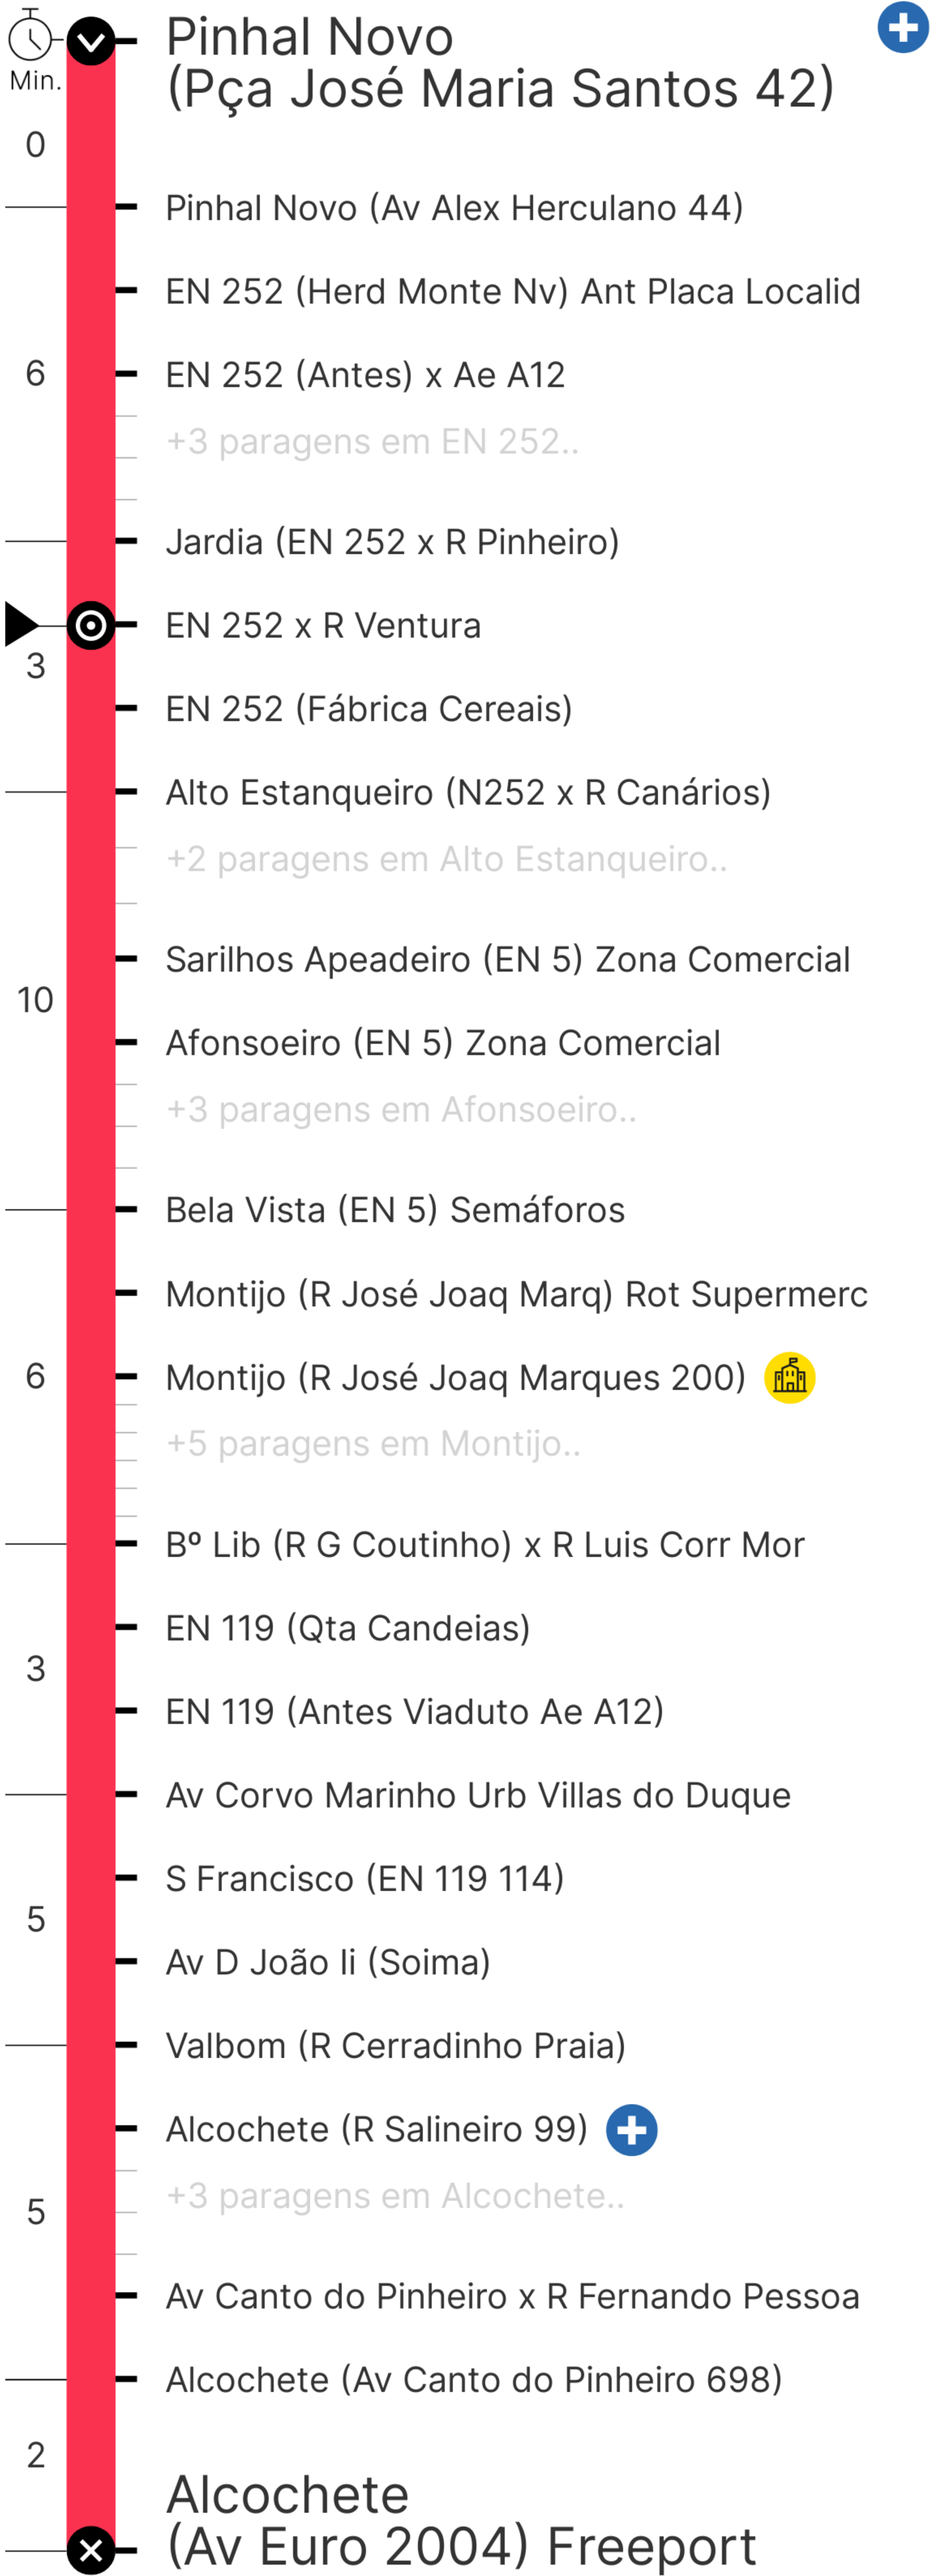 Pinhal Novo
(Pça José Maria Santos 42)
Min.
0
Pinhal Novo (Av Alex Herculano 44)
EN 252 (Herd Monte Nv) Ant Placa Localid
6
EN 252 (Antes) x Ae A12
+3 paragens em EN 252..
Jardia (EN 252 x R Pinheiro)
EN 252 x R Ventura
3
EN 252 (Fábrica Cereais)
Alto Estanqueiro (N252 x R Canários)
+2 paragens em Alto Estanqueiro..
Sarilhos Apeadeiro (EN 5) Zona Comercial
10
Afonsoeiro (EN 5) Zona Comercial
+3 paragens em Afonsoeiro..
Bela Vista (EN 5) Semáforos
Montijo (R José Joaq Marq) Rot Supermerc
6
Montijo (R José Joaq Marques 200)
+5 paragens em Montijo..
Bº Lib (R G Coutinho) x R Luis Corr Mor
EN 119 (Qta Candeias)
3
EN 119 (Antes Viaduto Ae A12)
Av Corvo Marinho Urb Villas do Duque
S Francisco (EN 119 114)
5
Av D João Ii (Soima)
Valbom (R Cerradinho Praia)
Alcochete (R Salineiro 99)
+3 paragens em Alcochete..
5
Av Canto do Pinheiro x R Fernando Pessoa
Alcochete (Av Canto do Pinheiro 698)
2
Alcochete
(Av Euro 2004) Freeport